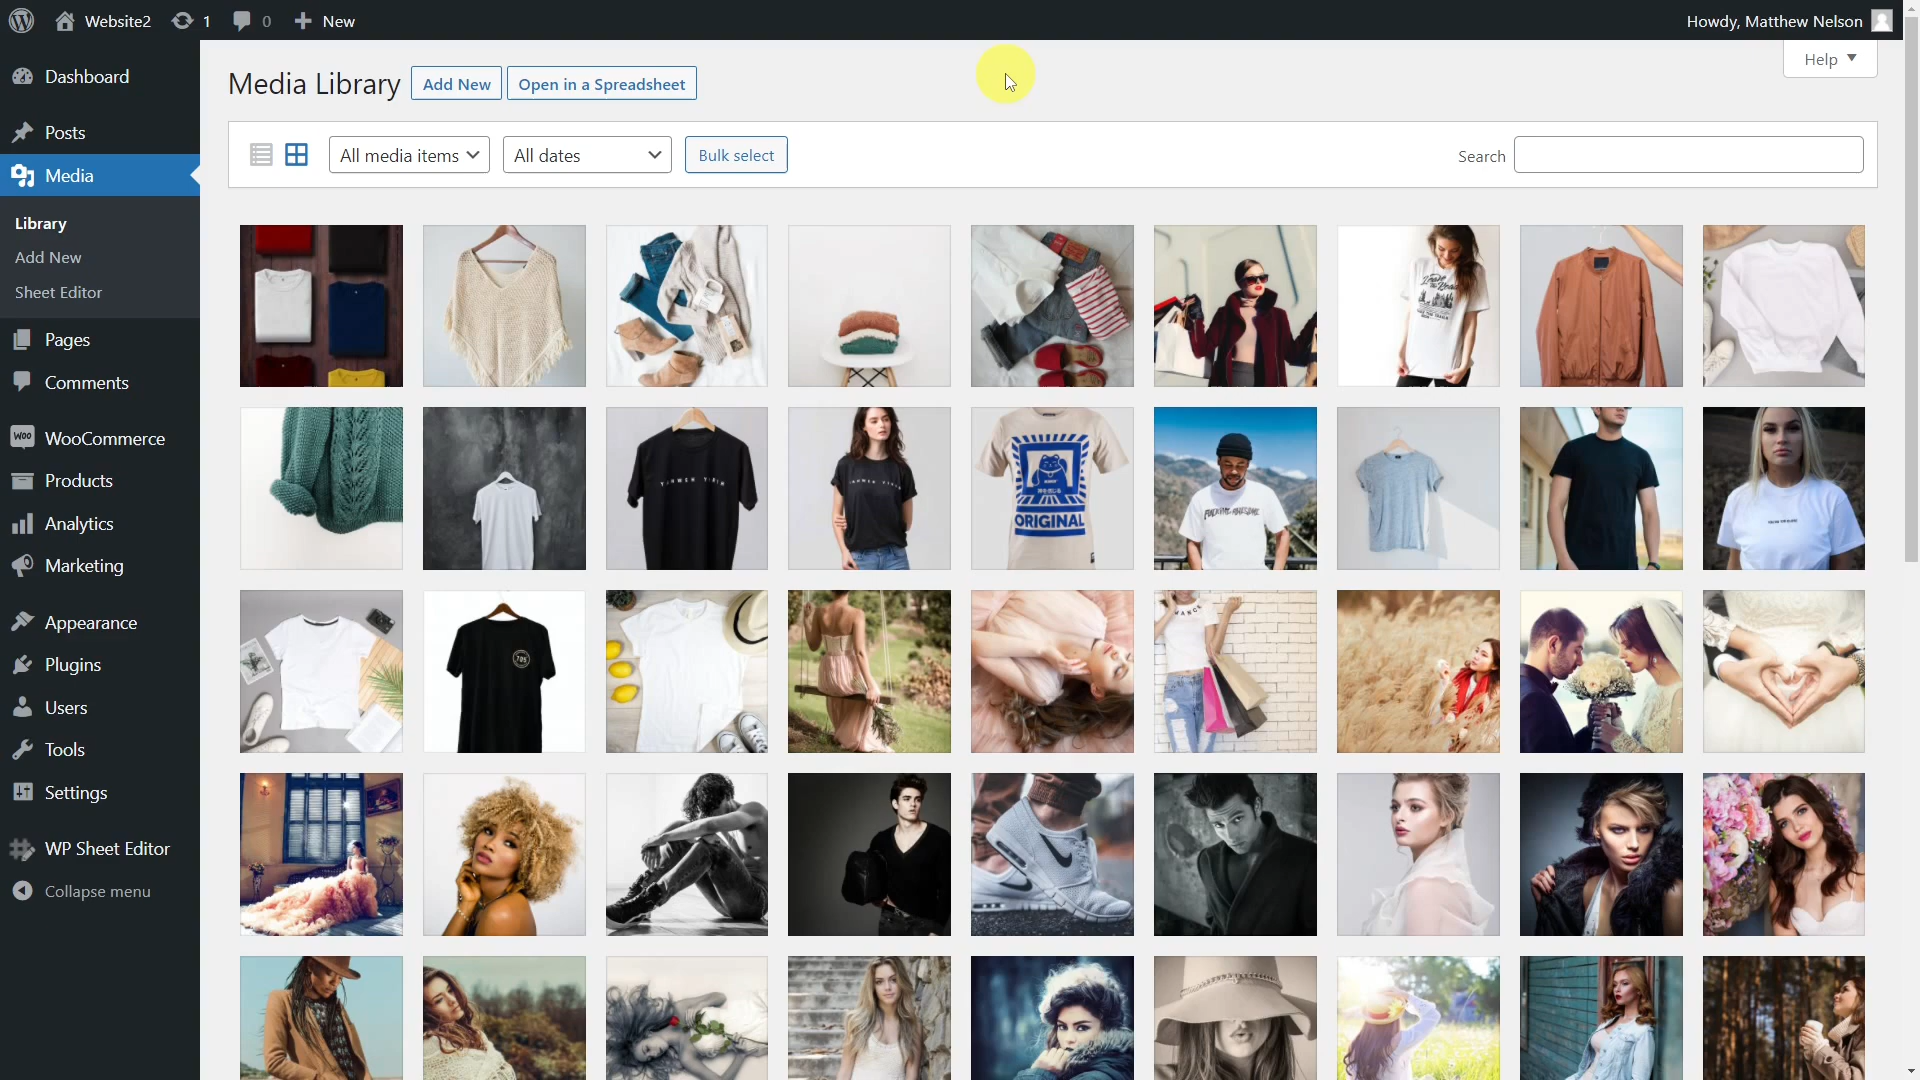 Website2 1 0 New
Howdy, Matthew Nelson
Help
Dashboard
Posts
Media
Library
Add New
Sheet Editor
Pages
Comments
WooCommerce
Products
Analytics
Marketing
Appearance
Plugins
Users
Tools
Settings
WP Sheet Editor
Collapse menu
Media Library
Add New
Open in a Spreadsheet
All media items
All dates
Bulk select
Search
Woo
ORIGINAL